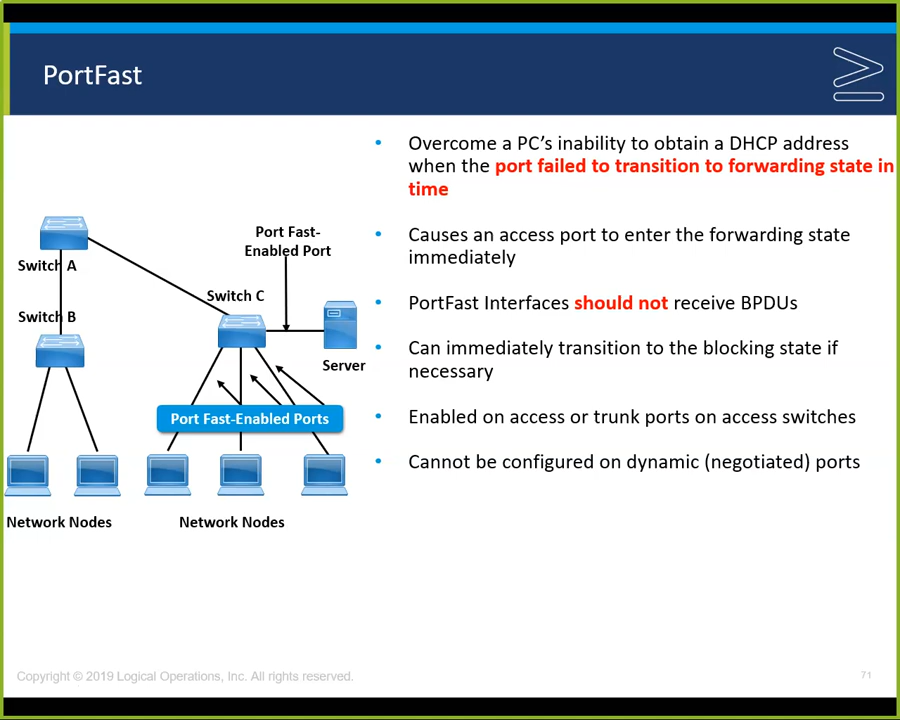 PortFast
Overcome a PC's inability to obtain a DHCP address
when the port failed to transition to forwarding state in
time
Causes an access port to enter the forwarding state
immediately
PortFast Interfaces should not receive BPDUs
Can immediately transition to the blocking state if
necessary
Enabled on access or trunk ports on access switches
Cannot be configured on dynamic (negotiated) ports
Switch A
Port Fast-
Enabled Port
Switch C
Switch B
Server
Port Fast-Enabled Ports
Network Nodes
Network Nodes
Copyright © 2019 Logical Operations, Inc. All rights reserved.
71